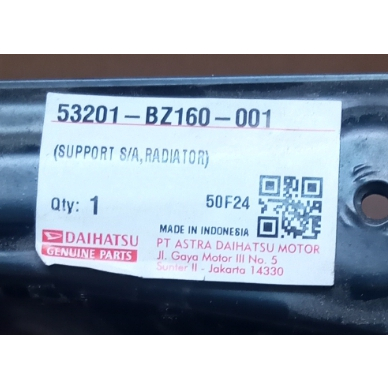 53201-BZ160-001
(SUPPORT S/A,RADIATOR)
Qty: 1
50F24
MADE IN INDONESIA
DAIHATSU
GENUINE PARTS
PT ASTRA DAIHATSU MOTOR
Jl. Gaya Motor III No. 5
Sunter II - Jakarta 14330